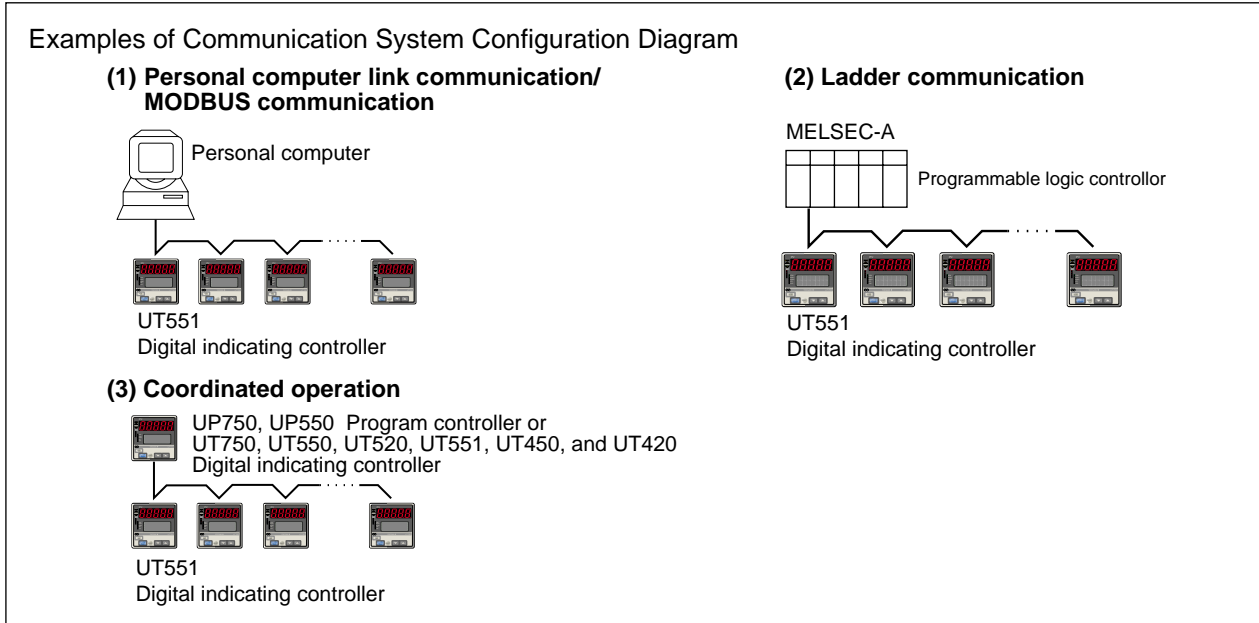 Examples of Communication System Configuration Diagram
(1) Personal computer link communication/
MODBUS communication
Personal computer
UT551
Digital indicating controller
(2) Ladder communication
MELSEC-A
Programmable logic controllor
UT551
Digital indicating controller
(3) Coordinated operation
UP750, UP550 Program controller or
UT750, UT550, UT520, UT551, UT450, and UT420
Digital indicating controller
UT551
Digital indicating controller